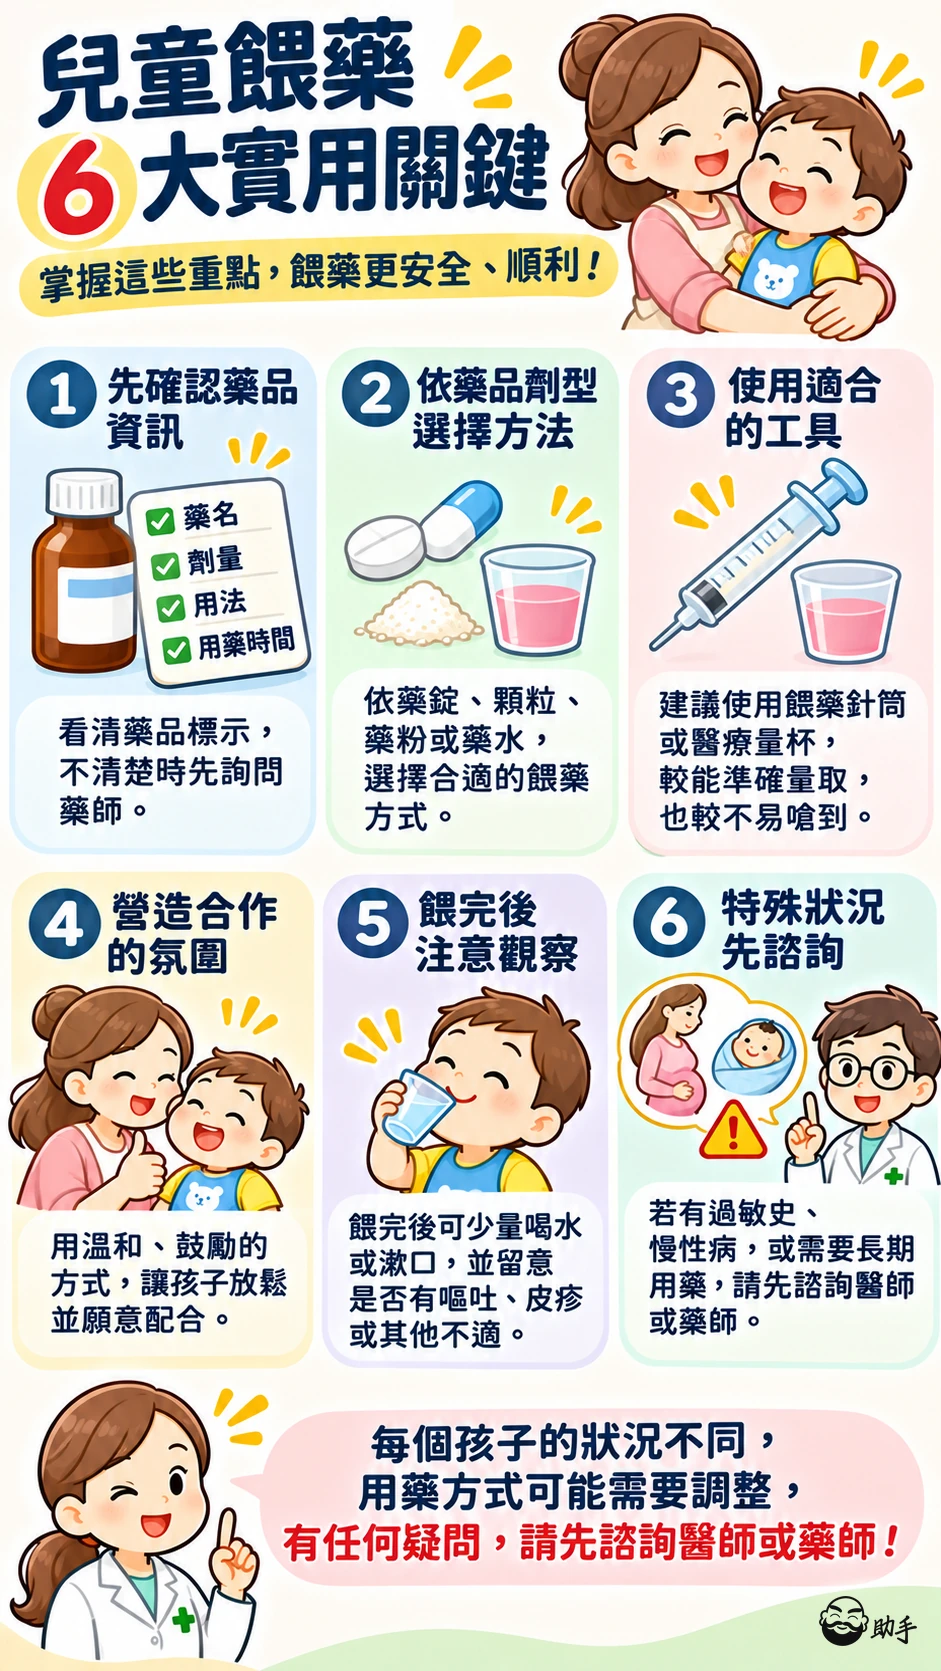 兒童餵藥
6大實用關鍵
掌握這些重點，餵藥更安全、順利！
1 先確認藥品
資訊
藥名
劑量
用法
用藥時間
看清藥品標示，
不清楚時先詢問
藥師。
2 依藥品劑型
選擇方法
依藥錠、顆粒、
藥粉或藥水，
選擇合適的餵藥
方式。
3 使用適合
的工具
建議使用餵藥針筒
或醫療量杯，
較能準確量取，
也較不易嗆到。
4 營造合作
的氛圍
用溫和、鼓勵的
方式，讓孩子放鬆
並願意配合。
5 餵完後
注意觀察
餵完後可少量喝水
或漱口，並留意
是否有嘔吐、皮疹
或其他不適。
6 特殊狀況
先諮詢
若有過敏史、
慢性病，或需要長期
用藥，請先諮詢醫師
或藥師。
每個孩子的狀況不同，
用藥方式可能需要調整，
有任何疑問，請先諮詢醫師或藥師！
助手